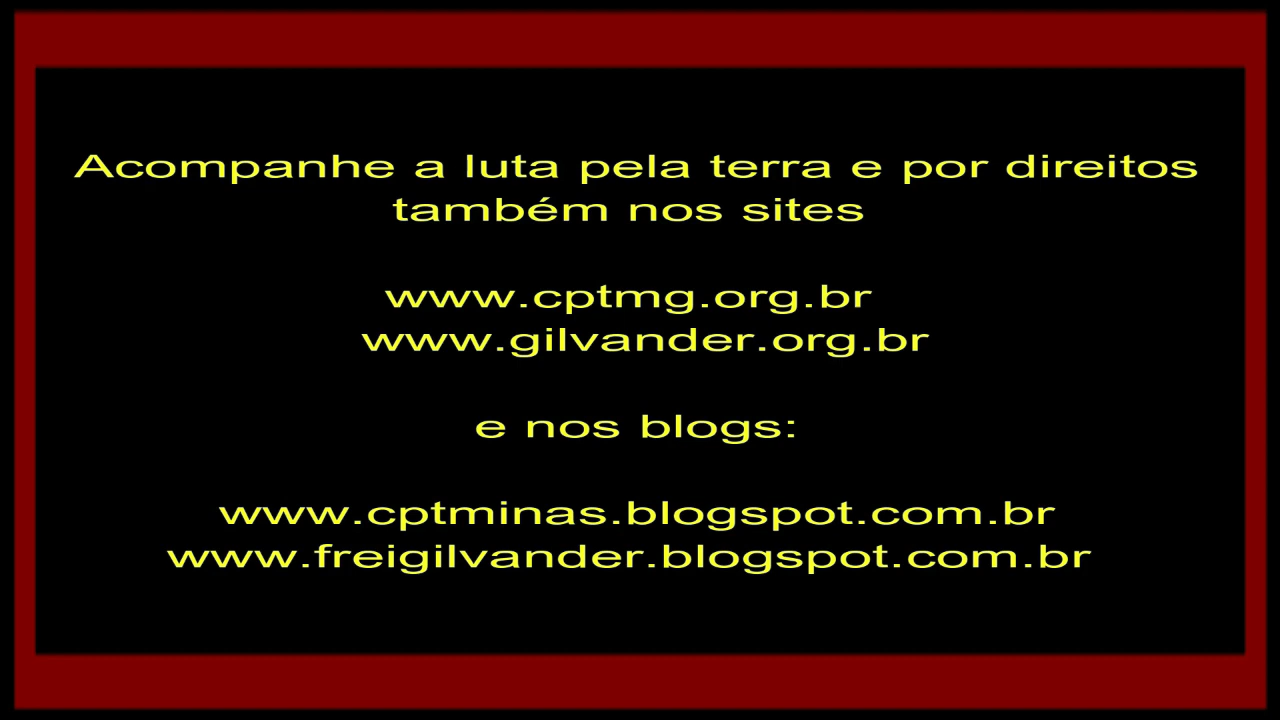 Acompanhe a luta pela terra e por direitos
também nos sites
www.cptmg.org.br
www.gilvander.org.br
e nos blogs:
www.cptminas.blogspot.com.br
www.freigilvander.blogspot.com.br